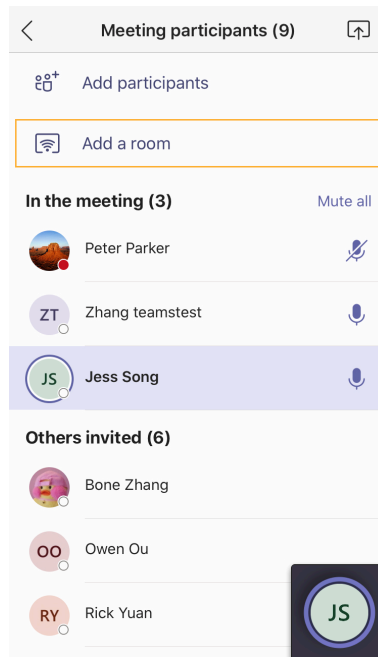 Meeting participants (9)
Add participants
Add a room
In the meeting (3) Mute all
Peter Parker
ZT Zhang teamstest
JS Jess Song
Others invited (6)
Bone Zhang
OO Owen Ou
RY Rick Yuan
JS